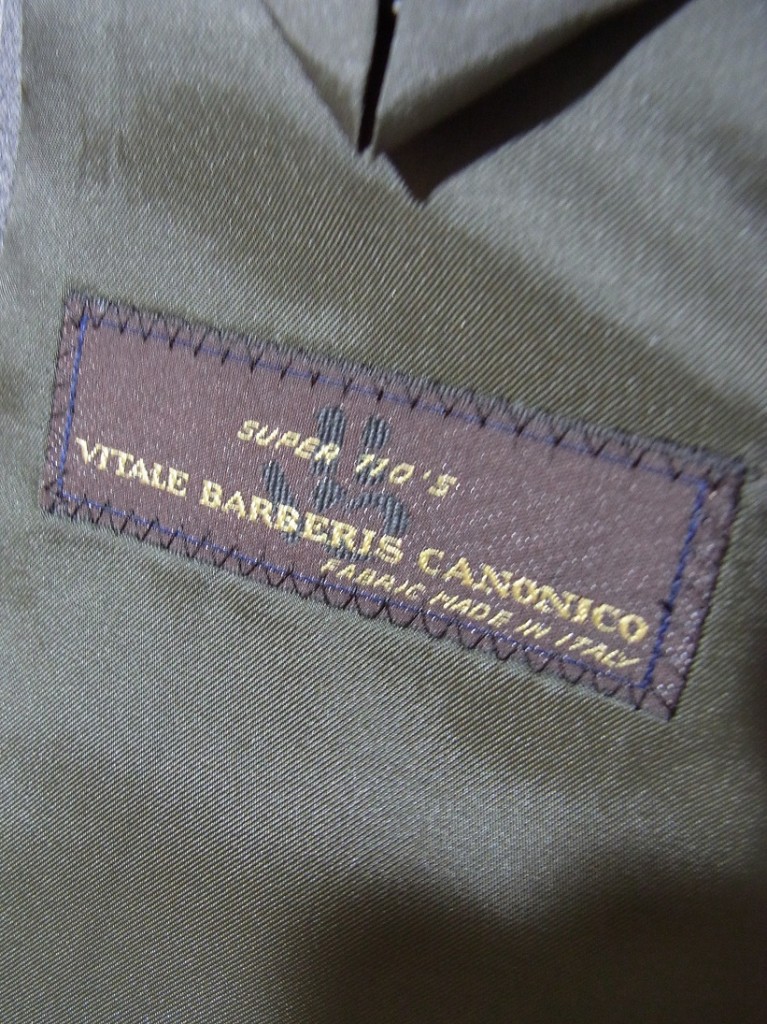 SUPER 110'S
VITALE BARBERIS CANONICO
FABRIC MADE IN ITALY